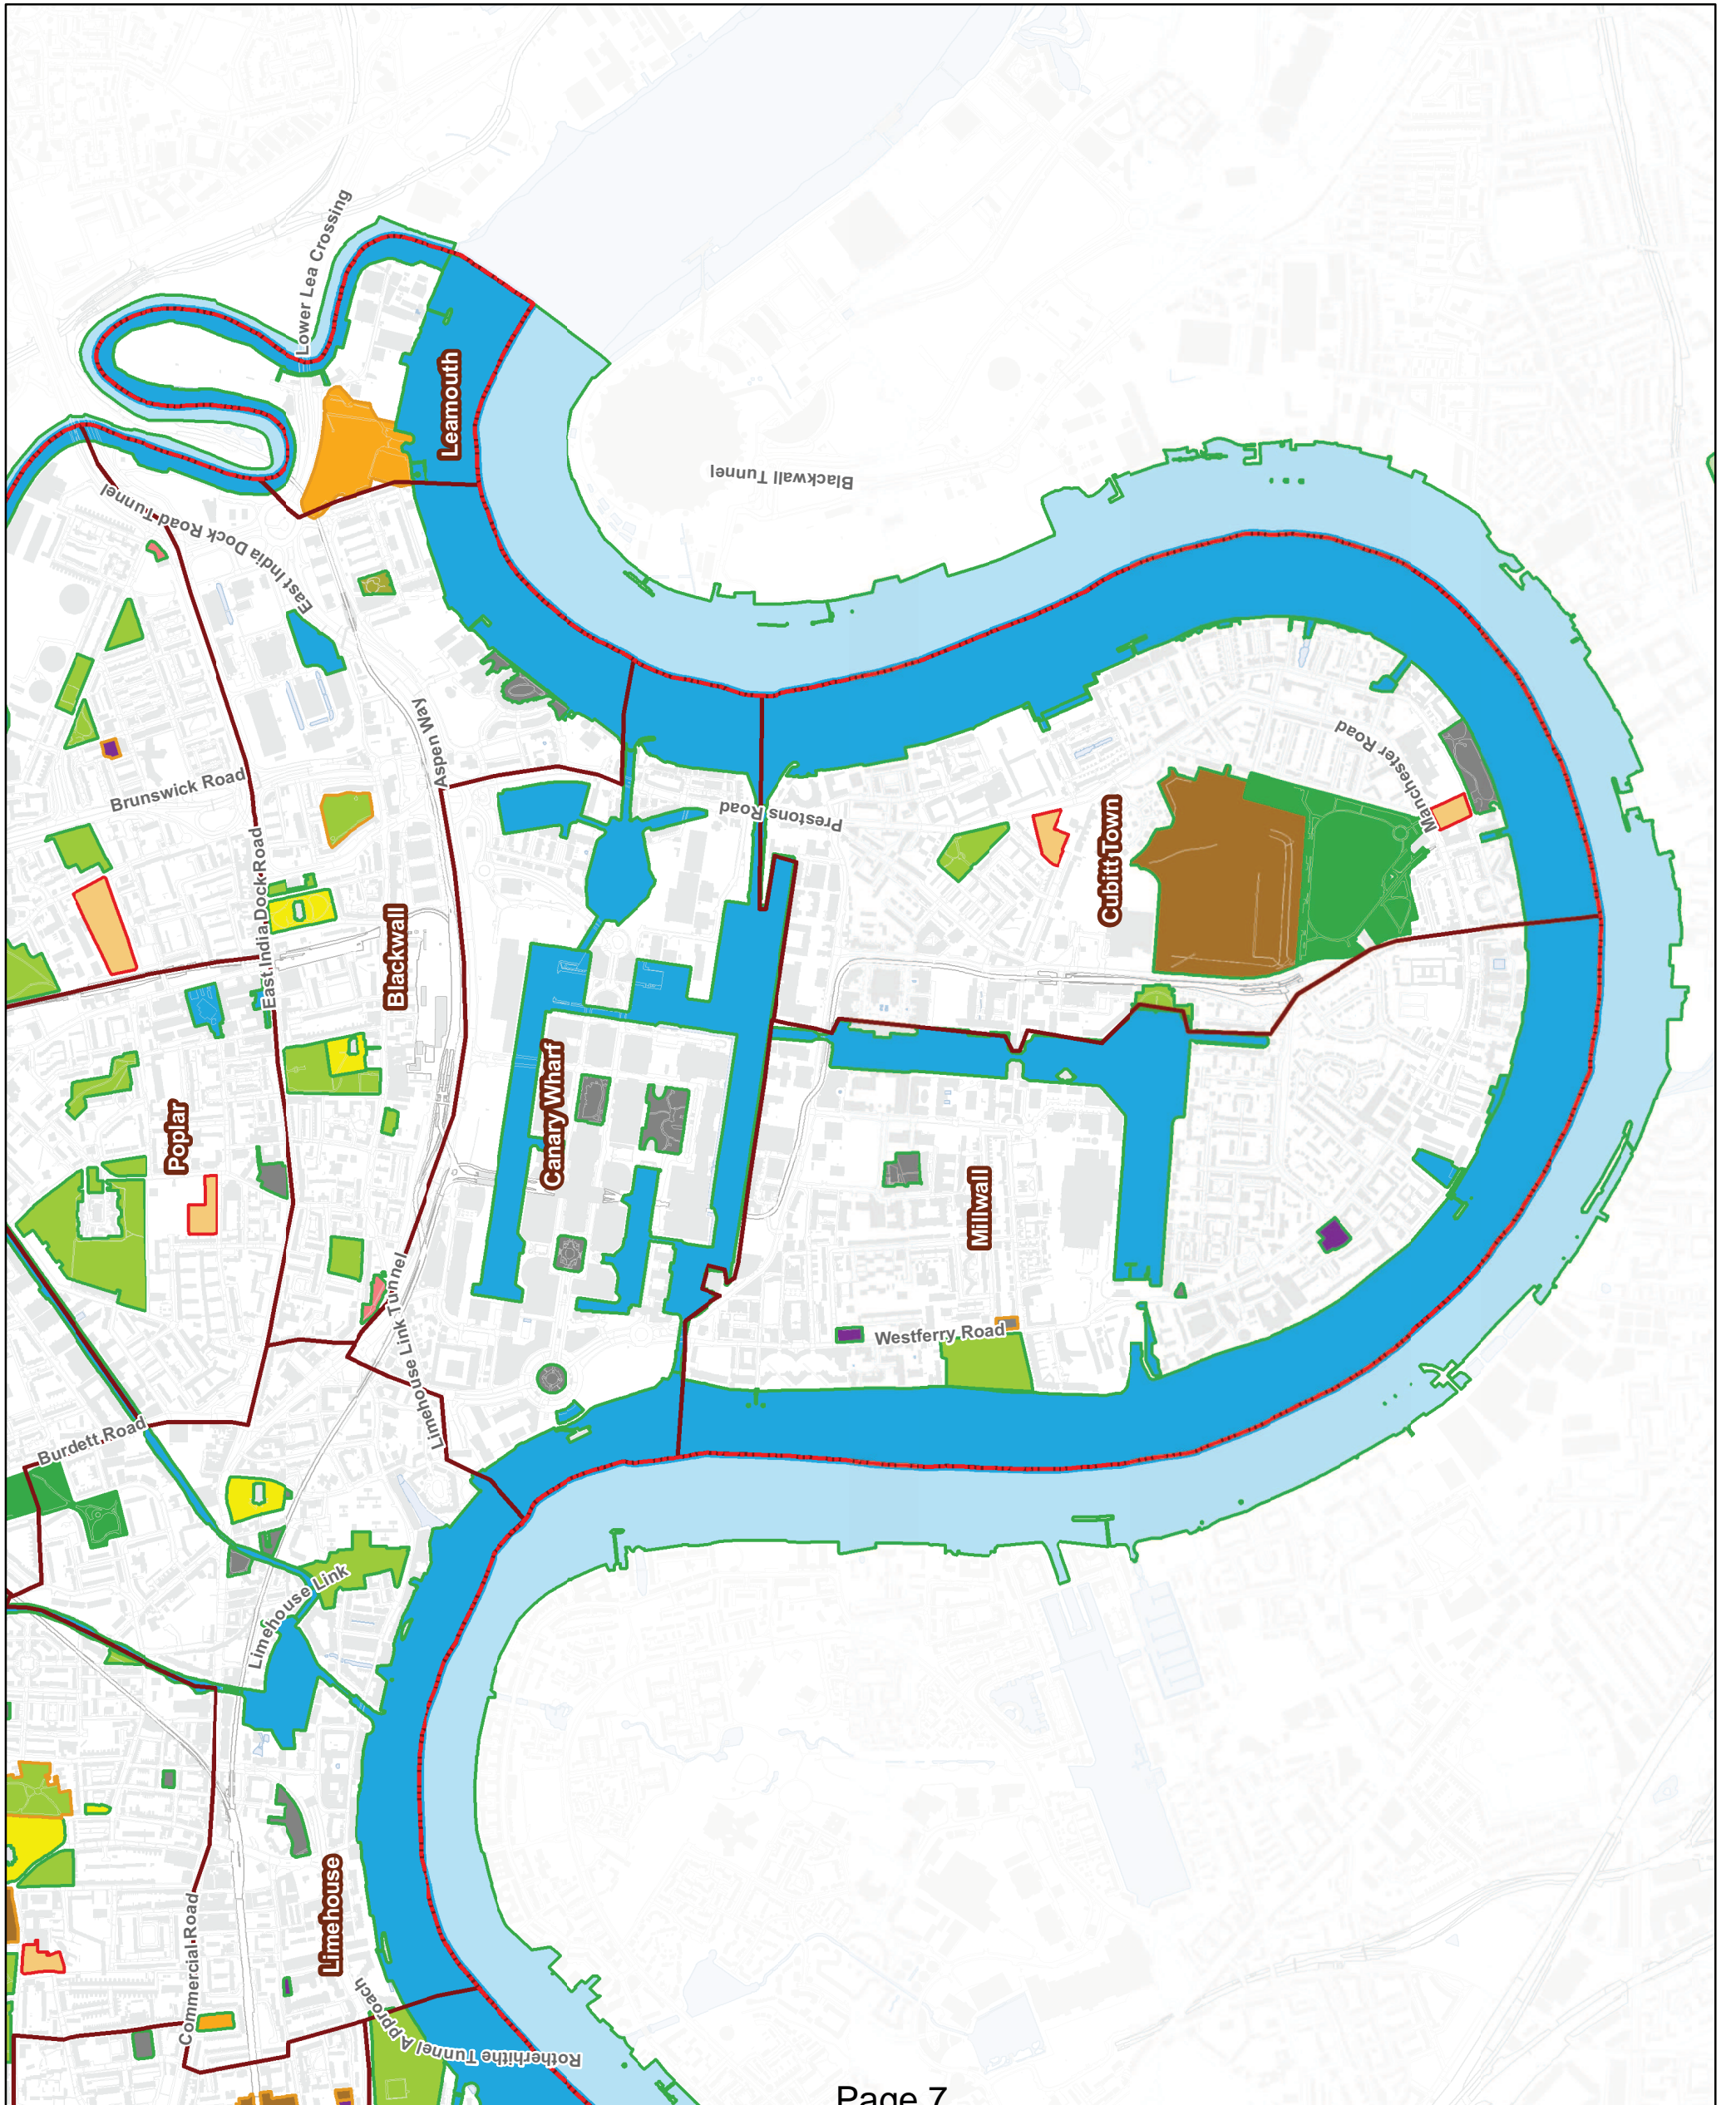 Lower Lea Crossing
Leamouth
Blackwall Tunnel
East India Dock Road Tunnel
Aspen Way
Brunswick Road
Manchester Road
Prestons Road
Cubitt Town
East India Dock Road
Blackwall
Canary Wharf
Poplar
Millwall
Limehouse Link Tunnel
Westferry Road
Burdett Road
Limehouse Link
Limehouse
Commercial Road
Rotherhithe Tunnel Approach
Page 7